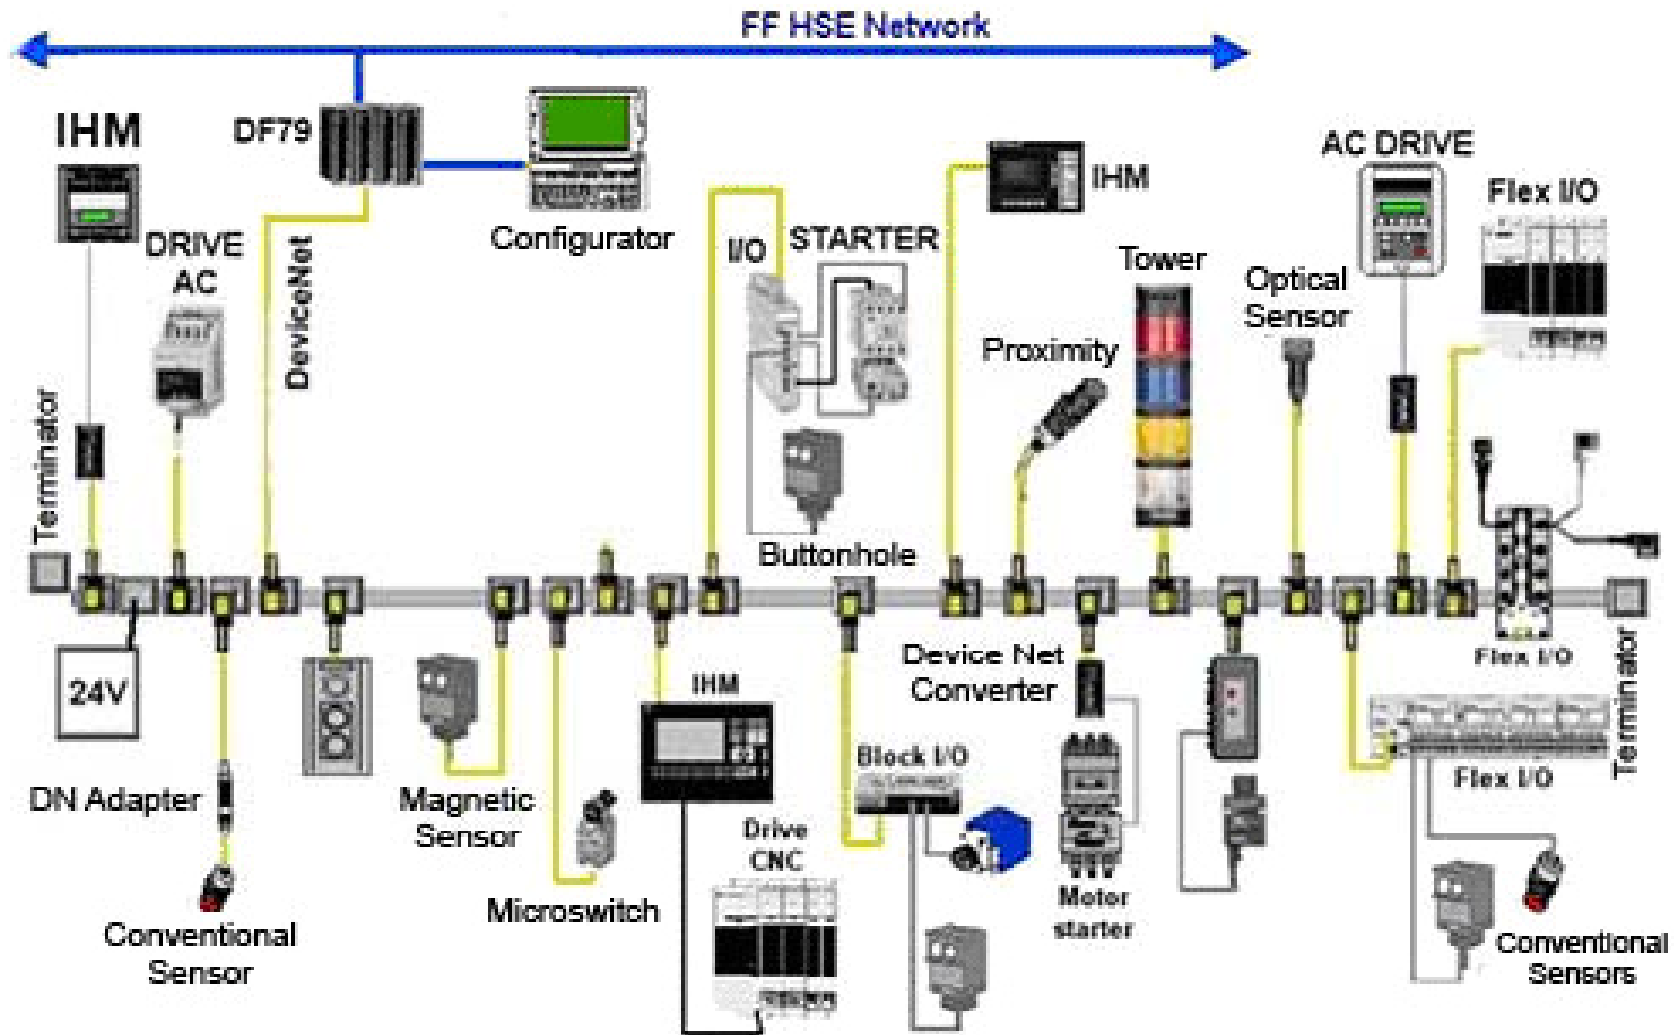 FF HSE Network
IHM
DF79
Configurator
DRIVE
AC
DeviceNet
Terminator
I/O
STARTER
IHM
Tower
Proximity
Optical
Sensor
AC DRIVE
Flex I/O
Buttonhole
24V
DN Adapter
Conventional
Sensor
Magnetic
Sensor
Microswitch
IHM
Drive
CNC
Block I/O
Device Net
Converter
Motor
starter
Flex I/O
Flex I/O
Terminator
Conventional
Sensors